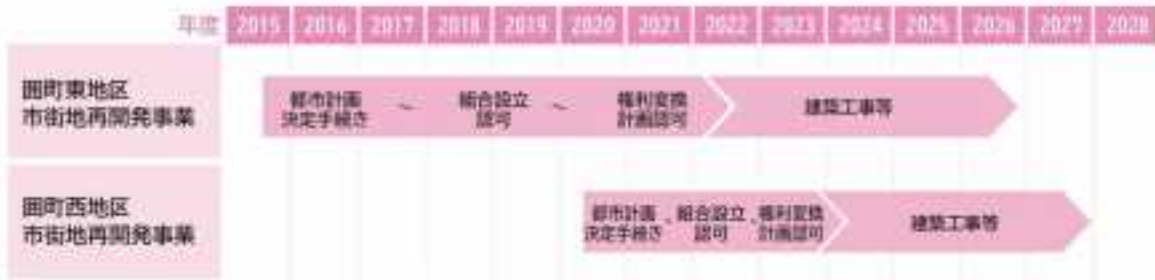 年度 2015 2016 2017 2018 2019 2020 2021 2022 2023 2024 2025 2026 2027 2028
囲町東地区
市街地再開発事業
都市計画 ～ 組合設立 ～ 権利変換
決定手続き 認可 計画認可
建築工事等
囲町西地区
市街地再開発事業
都市計画、組合設立、権利変換
決定手続き 認可 計画認可
建築工事等